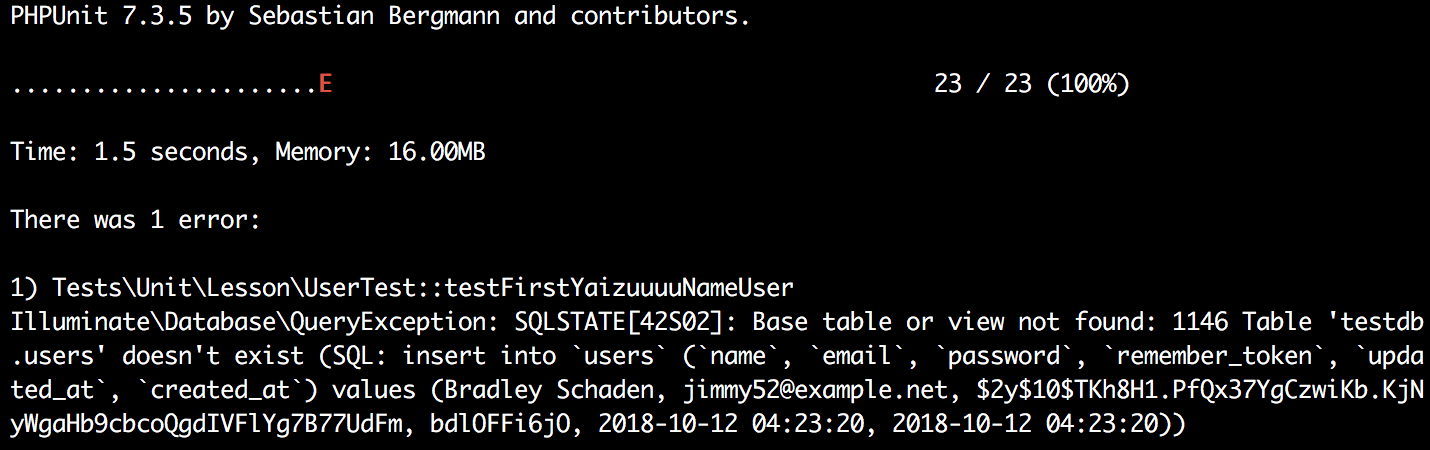 PHPUnit 7.3.5 by Sebastian Bergmann and contributors.
......................E 23 / 23 (100%)
Time: 1.5 seconds, Memory: 16.00MB
There was 1 error:
1) Tests\Unit\Lesson\UserTest::testFirstYaizuuuuNameUser
Illuminate\Database\QueryException: SQLSTATE[42S02]: Base table or view not found: 1146 Table 'testdb
.users' doesn't exist (SQL: insert into `users` (`name`, `email`, `password`, `remember_token`, `upda
ted_at`, `created_at`) values (Bradley Schaden, jimmy52@example.net, $2y$10$TKh8H1.PfQx37YgCzwiKb.KjN
yWgaHb9cbcoQgdIVFlYg7B77UdFm, bdlOFFi6jO, 2018-10-12 04:23:20, 2018-10-12 04:23:20))